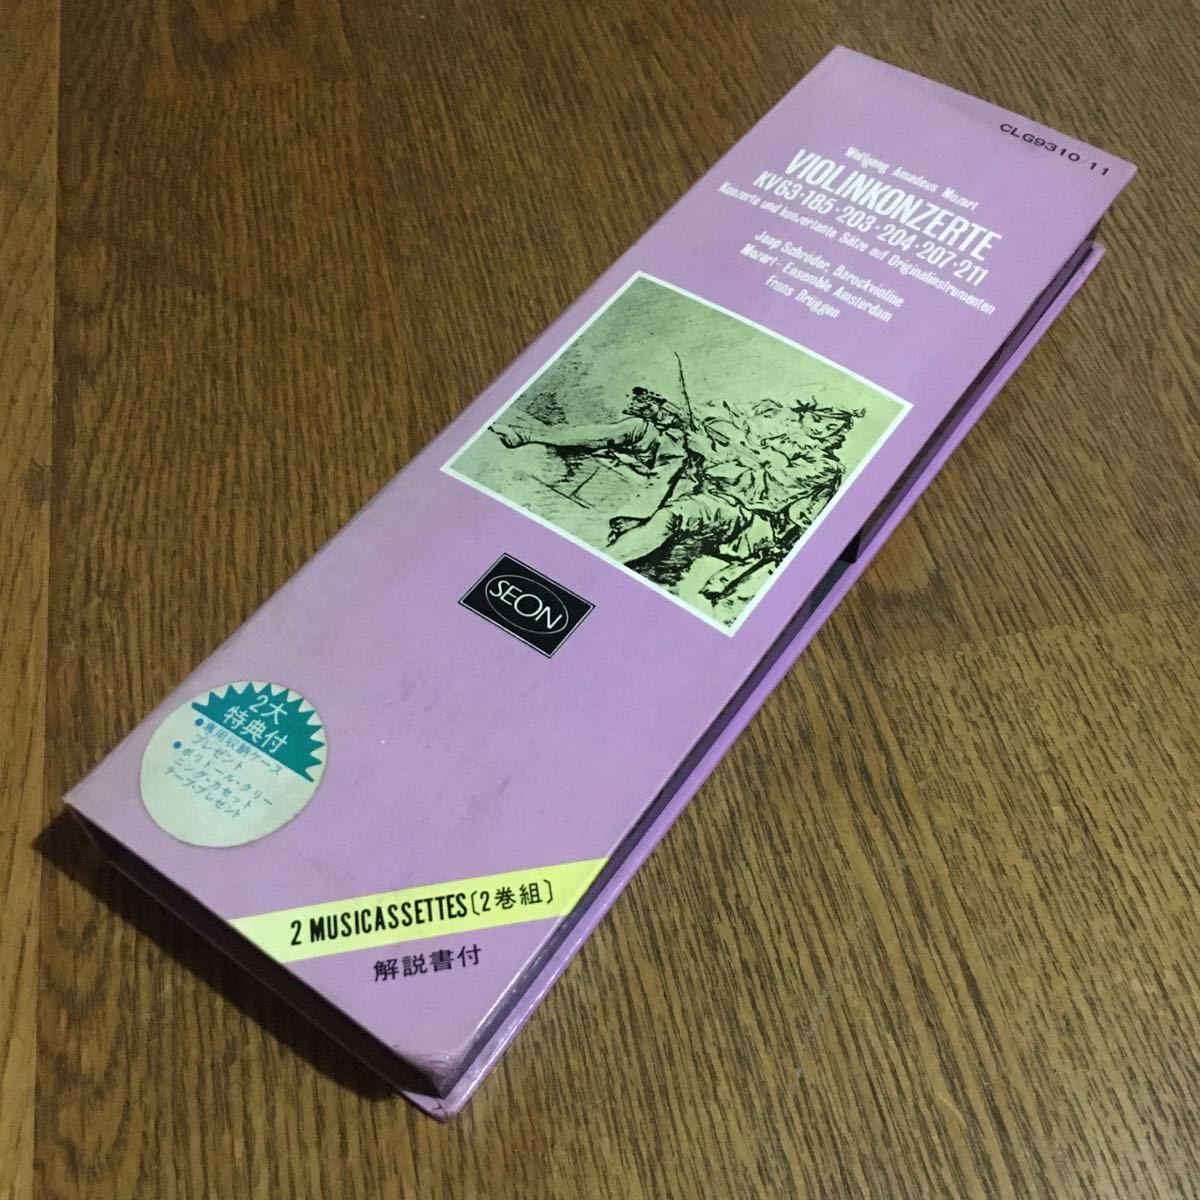 CLG9310/11
Wolfgang Amadeus Mozart
VIOLINKONZERTE
KV63·185·203·204·207·211
Konzerte und konzertante Sätze auf Originalinstrumenten
Jaap Schröder, Barockvioline
Mozart-Ensemble Amsterdam
Frans Brüggen
SEON
2大
特典付
●専用収納ケース
プレゼント
●ポリドール・クリー
ニング・カセット
テープ・プレゼント
2 MUSICASSETTES〔2巻組〕
解説書付